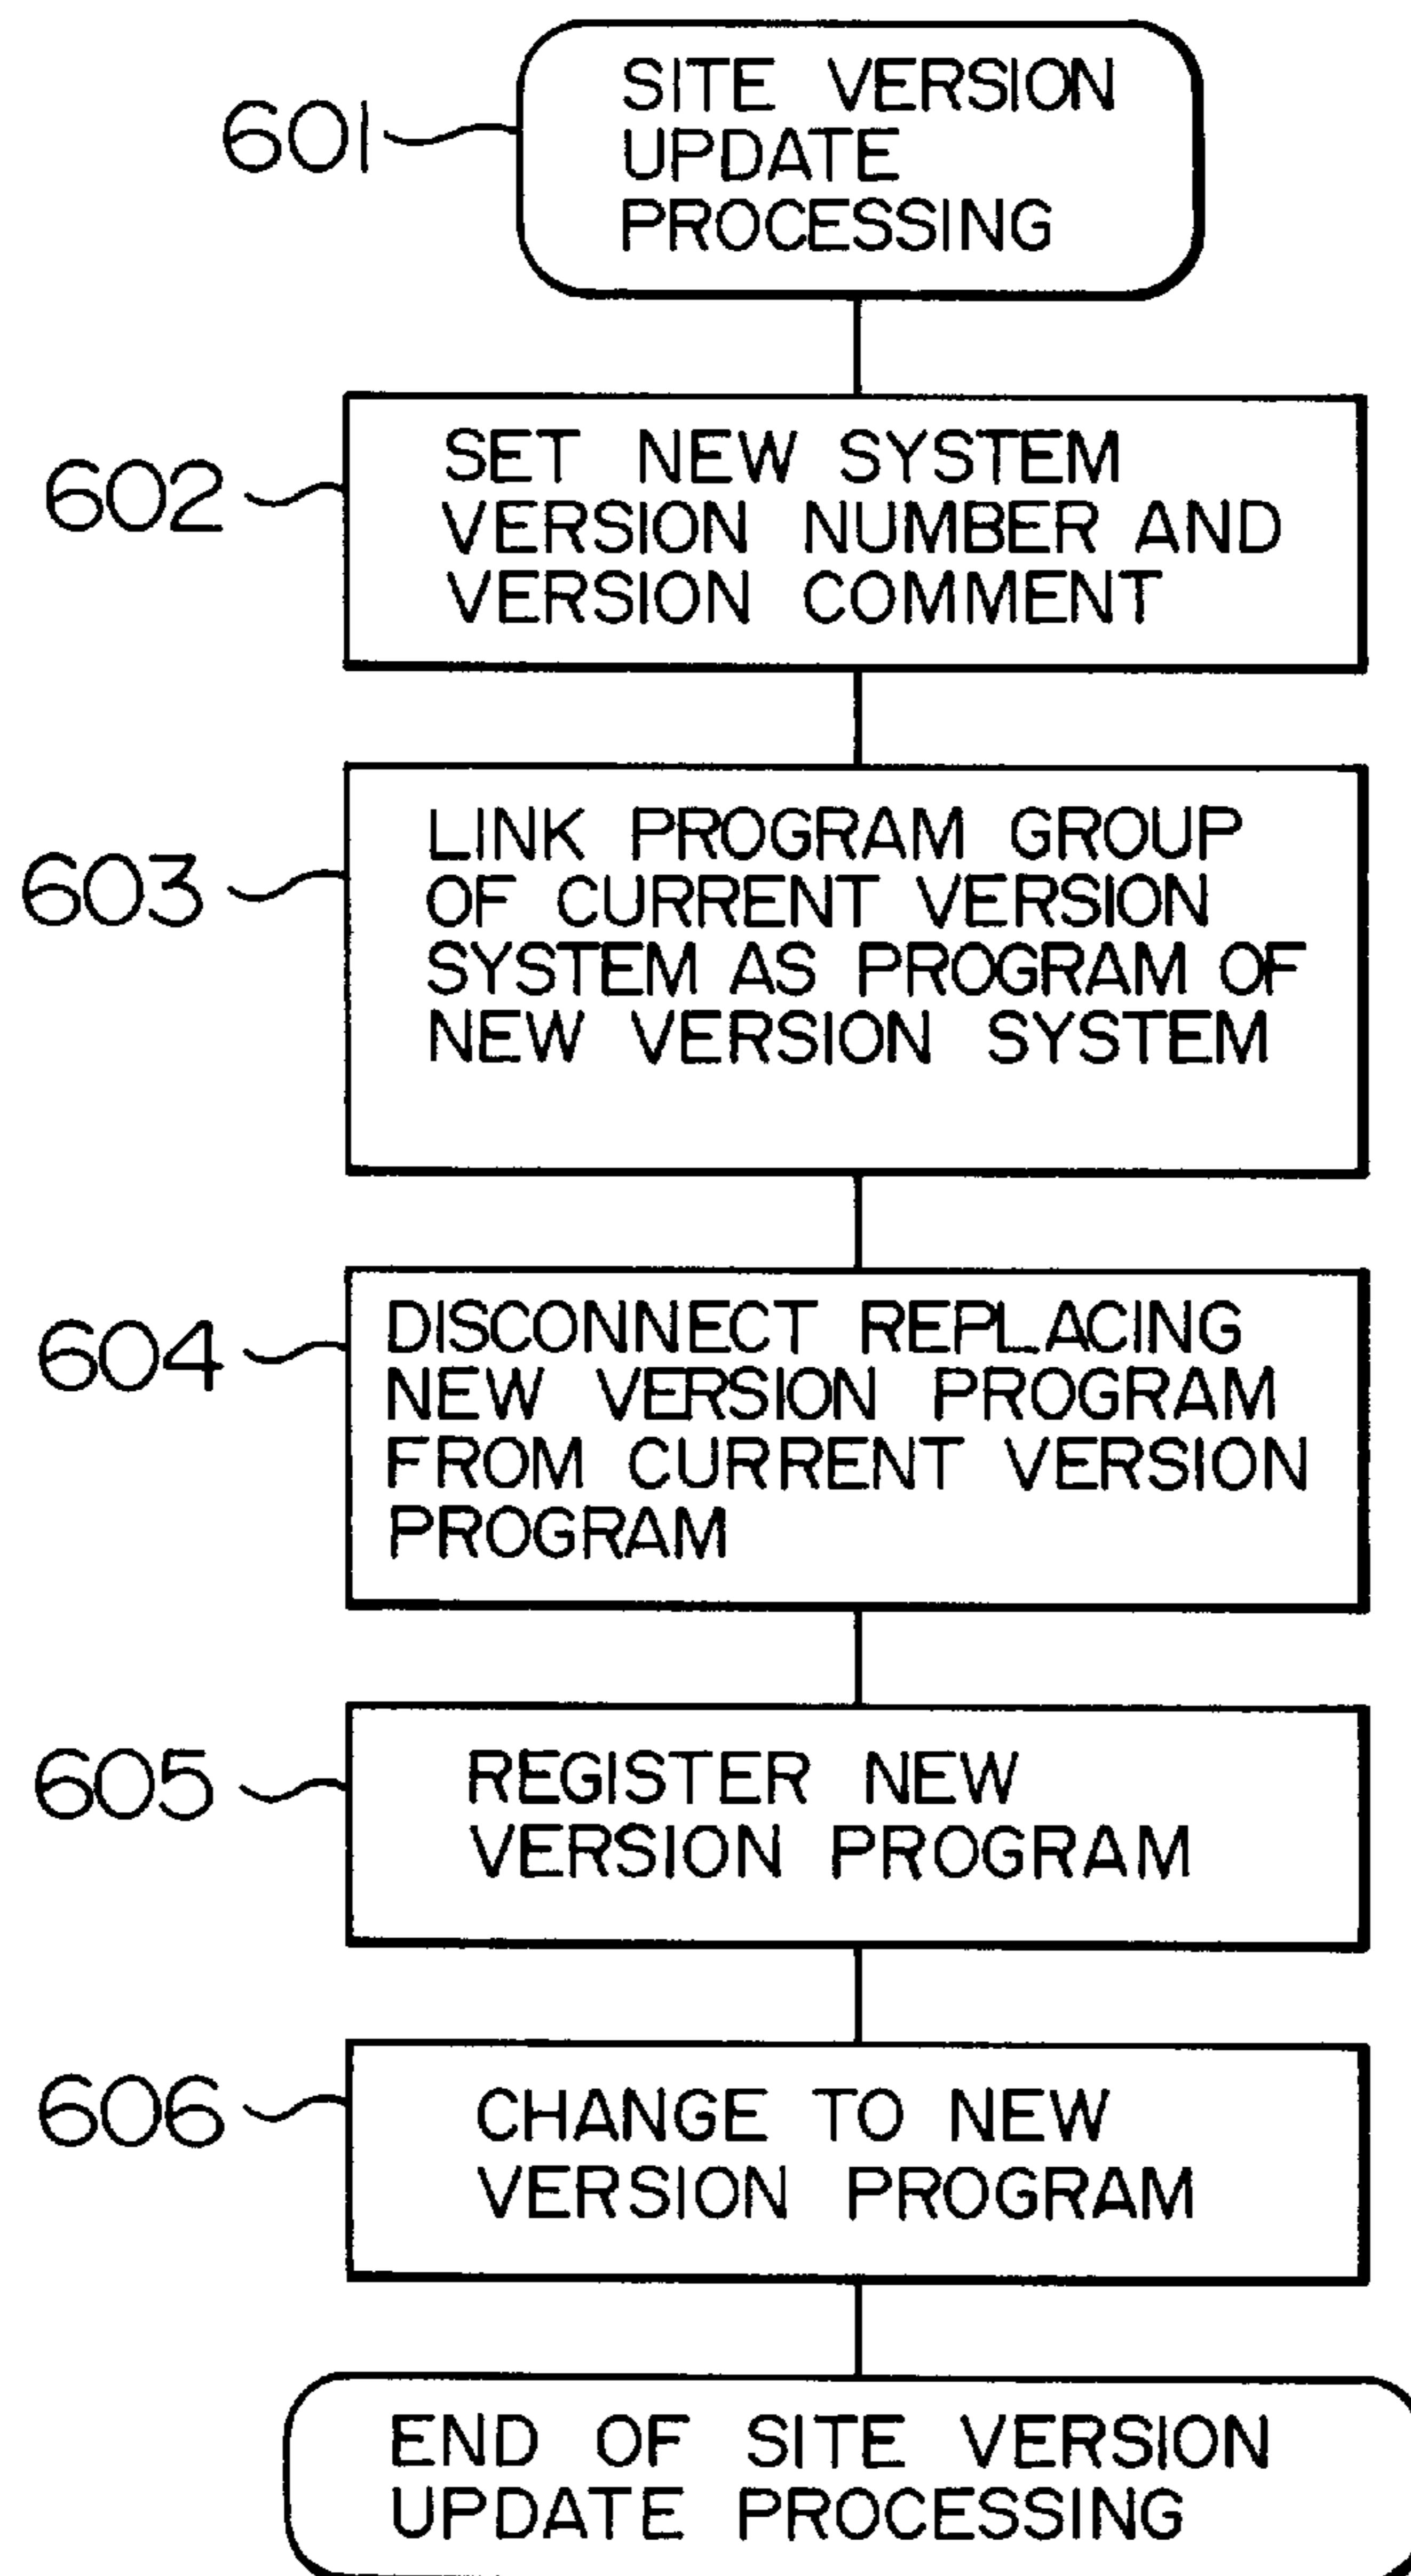 601
SITE VERSION
UPDATE
PROCESSING
602
SET NEW SYSTEM
VERSION NUMBER AND
VERSION COMMENT
603
LINK PROGRAM GROUP
OF CURRENT VERSION
SYSTEM AS PROGRAM OF
NEW VERSION SYSTEM
604
DISCONNECT REPLACING
NEW VERSION PROGRAM
FROM CURRENT VERSION
PROGRAM
605
REGISTER NEW
VERSION PROGRAM
606
CHANGE TO NEW
VERSION PROGRAM
END OF SITE VERSION
UPDATE PROCESSING